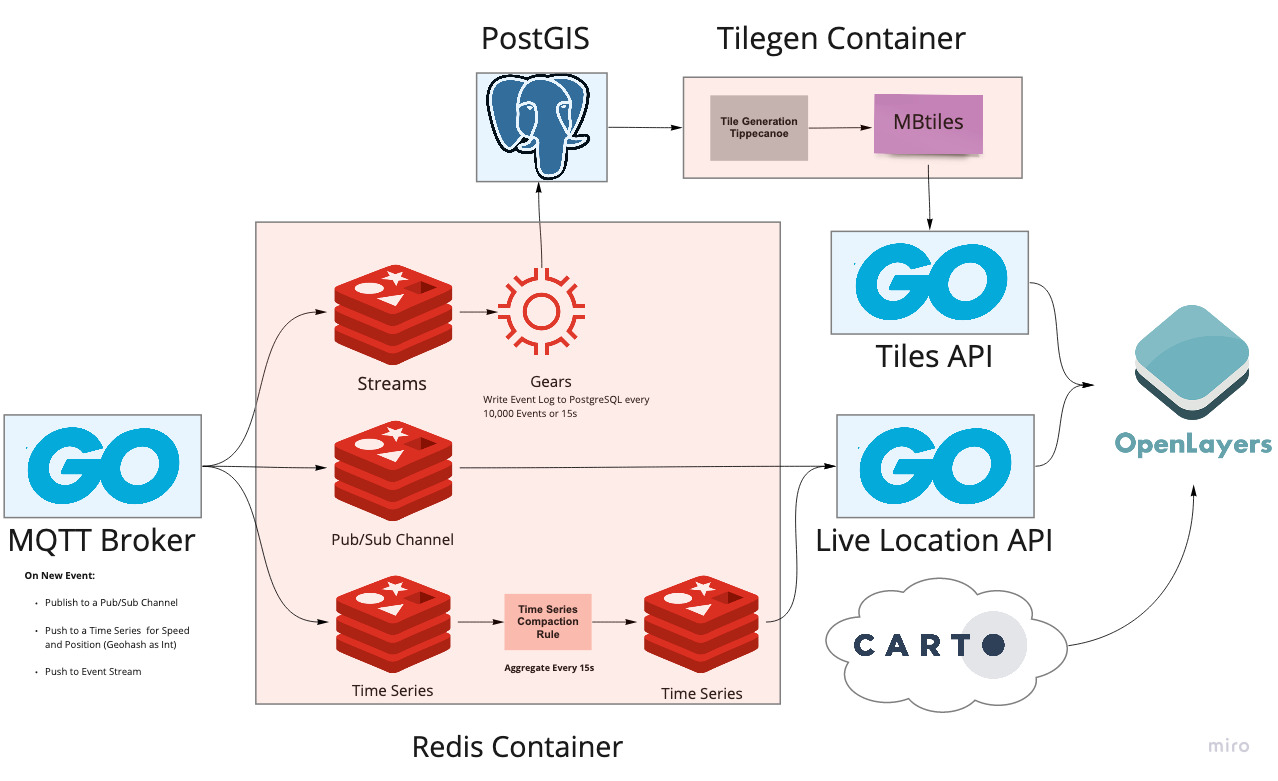 PostGIS
Tilegen Container
Tile Generation
Tippecanoe
MBtiles
GO
Tiles API
Streams
Gears
Write Event Log to PostgreSQL every
10,000 Events or 15s
GO
MQTT Broker
On New Event:
• Publish to a Pub/Sub Channel
• Push to a Time Series for Speed
and Position (Geohash as Int)
• Push to Event Stream
Pub/Sub Channel
GO
Live Location API
OpenLayers
Time Series
Time Series
Compaction
Rule
Aggregate Every 15s
Time Series
CARTO
Redis Container
miro